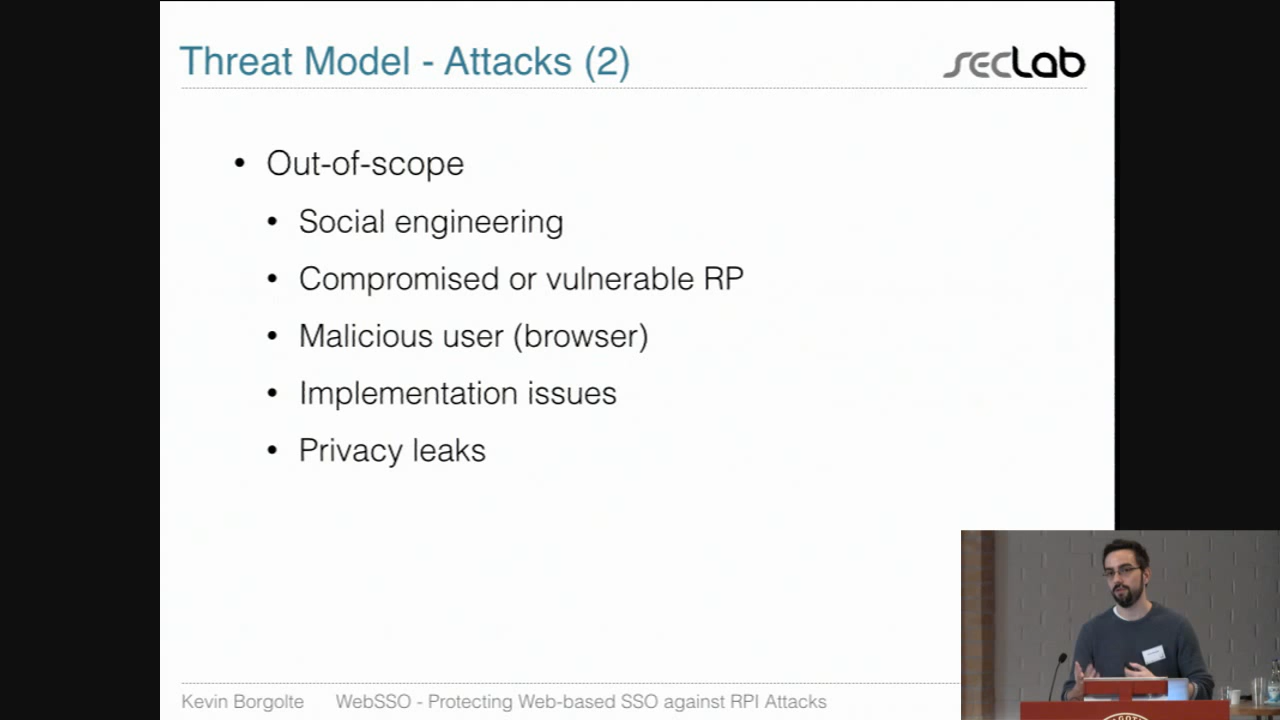 Threat Model - Attacks (2)
secLab
• Out-of-scope
• Social engineering
• Compromised or vulnerable RP
• Malicious user (browser)
• Implementation issues
• Privacy leaks
Kevin Borgolte WebSSO - Protecting Web-based SSO against RPI Attacks